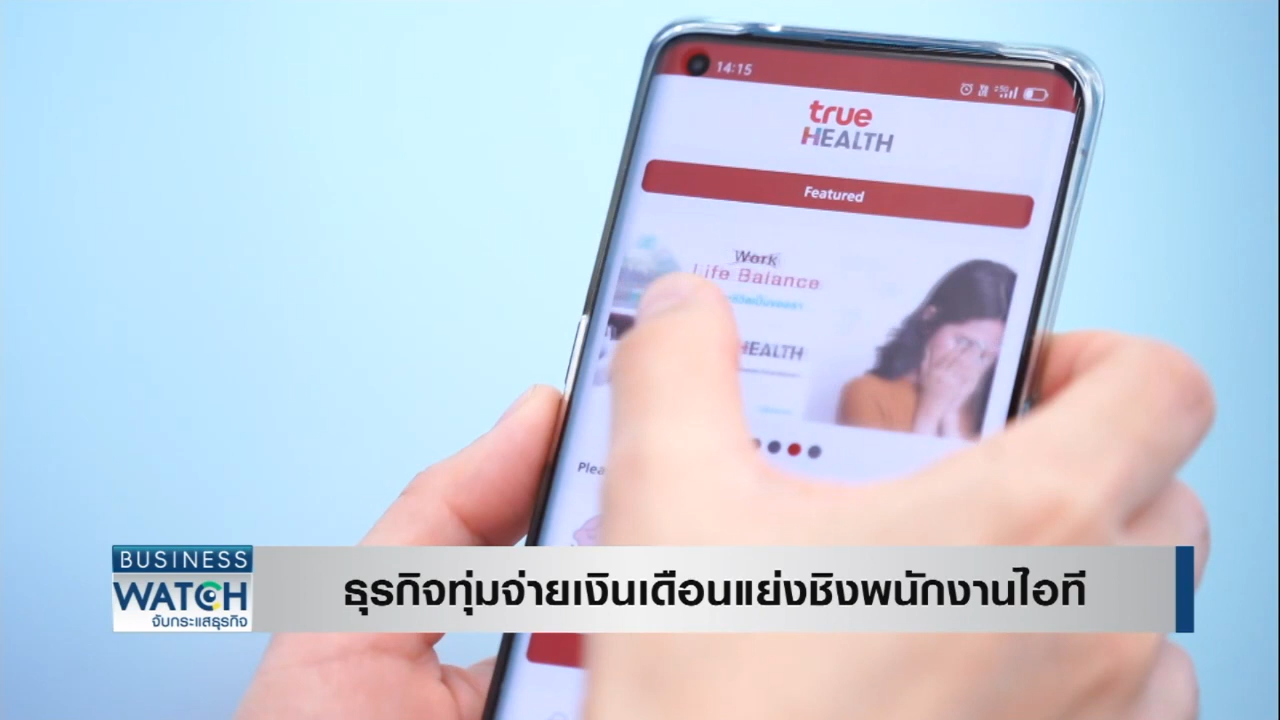 14:15
true
HEALTH
Featured
Work
Life Balance
HEALTH
Plea
BUSINESS
WATCH
จับกระแสธุรกิจ
ธุรกิจทุ่มจ่ายเงินเดือนแย่งชิงพนักงานไอที